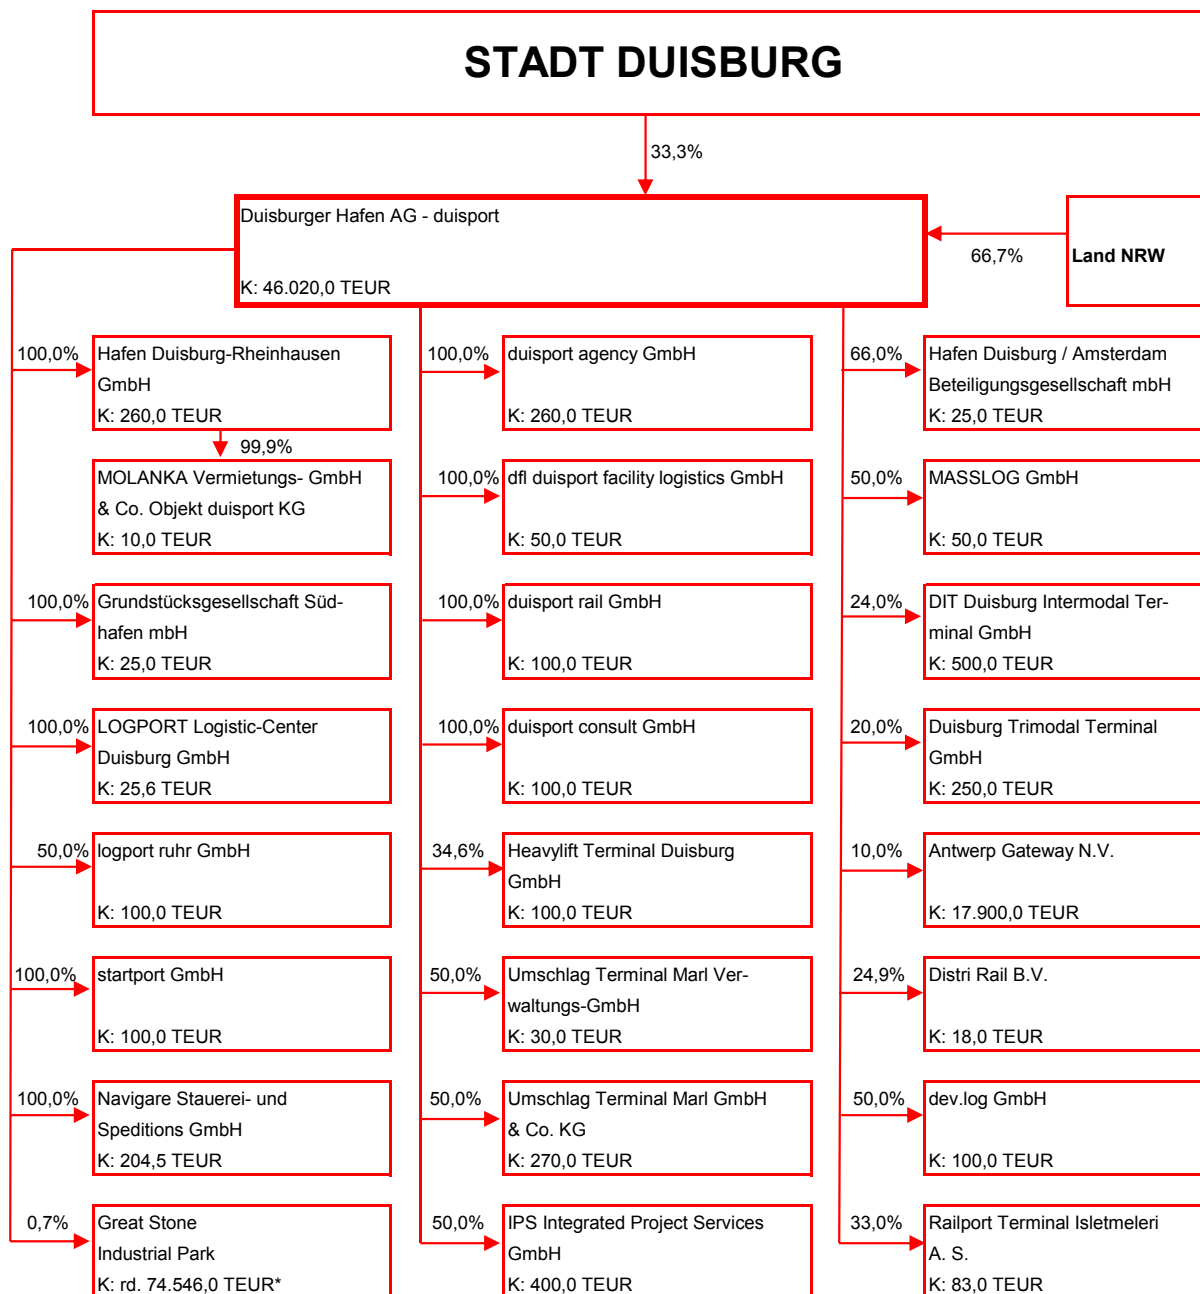 STADT DUISBURG
33,3%
Duisburger Hafen AG - duisport
K: 46.020,0 TEUR
66,7%
Land NRW
100,0%
Hafen Duisburg-Rheinhausen
GmbH
K: 260,0 TEUR
99,9%
MOLANKA Vermietungs- GmbH
& Co. Objekt duisport KG
K: 10,0 TEUR
100,0%
Grundstücksgesellschaft Süd-
hafen mbH
K: 25,0 TEUR
100,0%
LOGPORT Logistic-Center
Duisburg GmbH
K: 25,6 TEUR
50,0%
logport ruhr GmbH
K: 100,0 TEUR
100,0%
startport GmbH
K: 100,0 TEUR
100,0%
Navigare Stauerei- und
Speditions GmbH
K: 204,5 TEUR
0,7%
Great Stone
Industrial Park
K: rd. 74.546,0 TEUR*
100,0%
duisport agency GmbH
K: 260,0 TEUR
100,0%
dfl duisport facility logistics GmbH
K: 50,0 TEUR
100,0%
duisport rail GmbH
K: 100,0 TEUR
100,0%
duisport consult GmbH
K: 100,0 TEUR
34,6%
Heavylift Terminal Duisburg
GmbH
K: 100,0 TEUR
50,0%
Umschlag Terminal Marl Ver-
waltungs-GmbH
K: 30,0 TEUR
50,0%
Umschlag Terminal Marl GmbH
& Co. KG
K: 270,0 TEUR
50,0%
IPS Integrated Project Services
GmbH
K: 400,0 TEUR
66,0%
Hafen Duisburg / Amsterdam
Beteiligungsgesellschaft mbH
K: 25,0 TEUR
50,0%
MASSLOG GmbH
K: 50,0 TEUR
24,0%
DIT Duisburg Intermodal Ter-
minal GmbH
K: 500,0 TEUR
20,0%
Duisburg Trimodal Terminal
GmbH
K: 250,0 TEUR
10,0%
Antwerp Gateway N.V.
K: 17.900,0 TEUR
24,9%
Distri Rail B.V.
K: 18,0 TEUR
50,0%
dev.log GmbH
K: 100,0 TEUR
33,0%
Railport Terminal Isletmeleri
A. S.
K: 83,0 TEUR